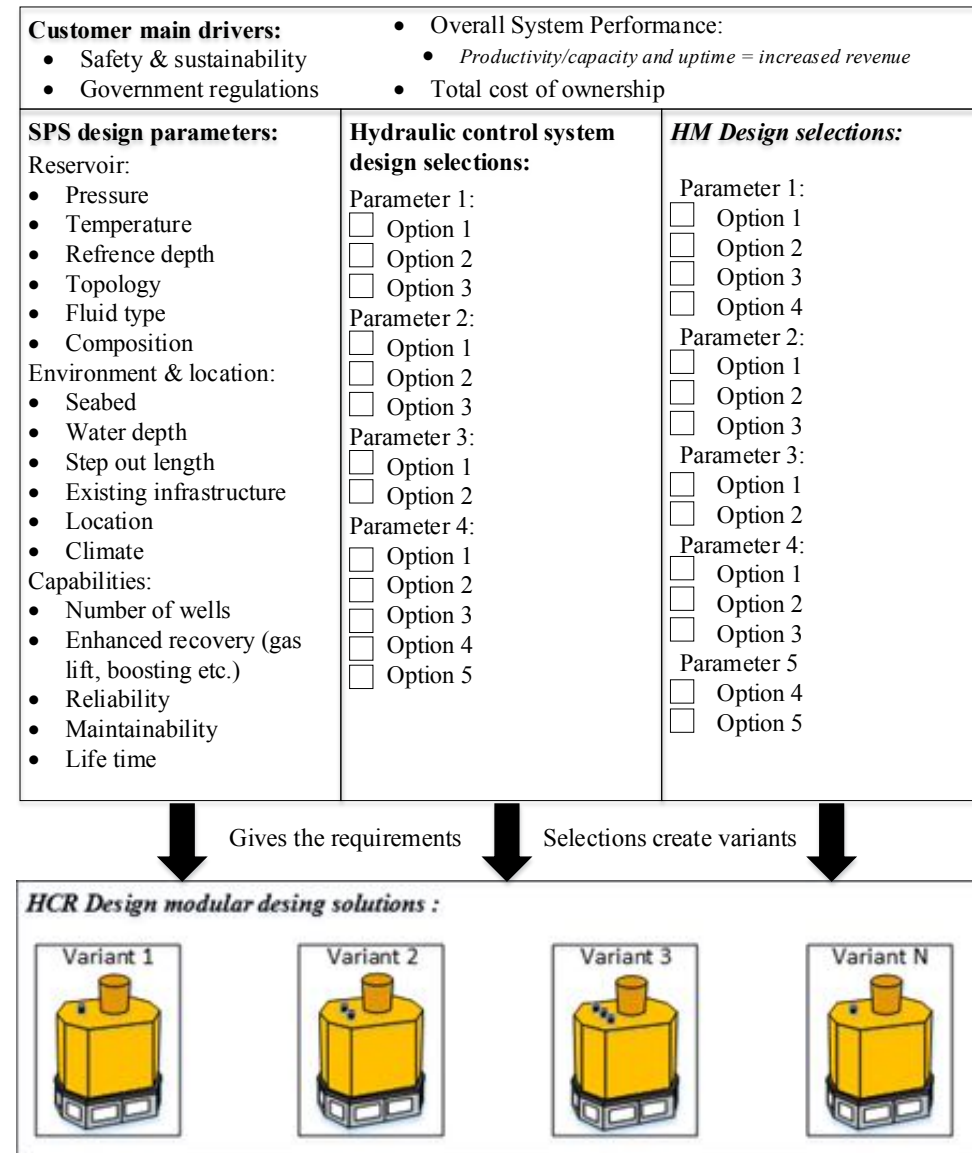 Customer main drivers:
• Safety & sustainability
• Government regulations
• Overall System Performance:
• Productivity/capacity and uptime = increased revenue
• Total cost of ownership
SPS design parameters:
Reservoir:
• Pressure
• Temperature
• Refrence depth
• Topology
• Fluid type
• Composition
Environment & location:
• Seabed
• Water depth
• Step out length
• Existing infrastructure
• Location
• Climate
Capabilities:
• Number of wells
• Enhanced recovery (gas
lift, boosting etc.)
• Reliability
• Maintainability
• Life time
Hydraulic control system
design selections:
Parameter 1:
Option 1
Option 2
Option 3
Parameter 2:
Option 1
Option 2
Option 3
Parameter 3:
Option 1
Option 2
Parameter 4:
Option 1
Option 2
Option 3
Option 4
Option 5
HM Design selections:
Parameter 1:
Option 1
Option 2
Option 3
Option 4
Parameter 2:
Option 1
Option 2
Option 3
Parameter 3:
Option 1
Option 2
Parameter 4:
Option 1
Option 2
Option 3
Parameter 5
Option 4
Option 5
Gives the requirements
Selections create variants
HCR Design modular desing solutions :
Variant 1
Variant 2
Variant 3
Variant N